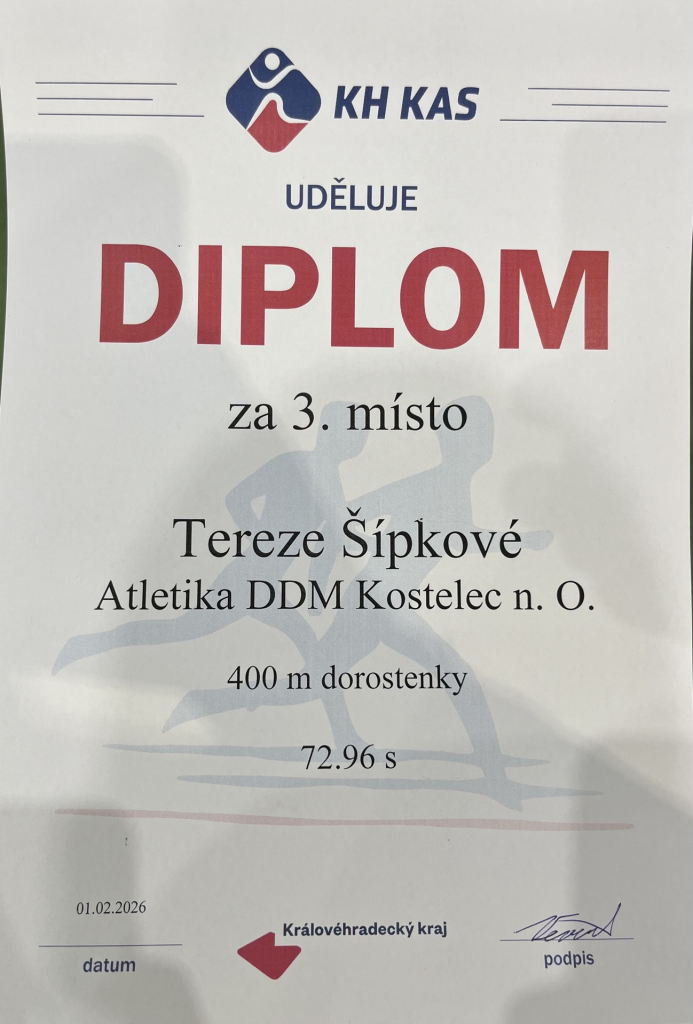 KH KAS
UDĚLUJE
DIPLOM
za 3. místo
Tereze Šípkové
Atletika DDM Kostelec n. O.
400 m dorostenky
72.96 s
01.02.2026
datum
Královéhradecký kraj
podpis